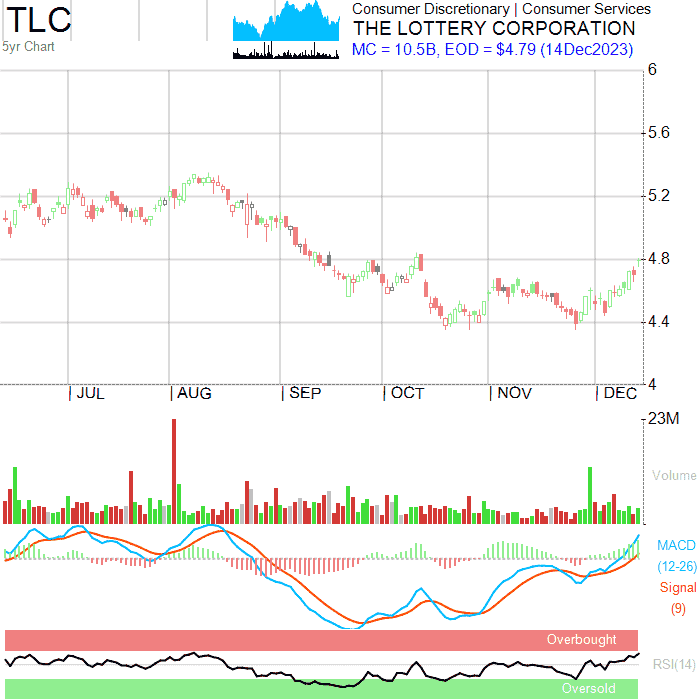 TLC
5yr Chart
Consumer Discretionary | Consumer Services
THE LOTTERY CORPORATION
MC = 10.5B, EOD = $4.79 (14Dec2023)
6
5.6
5.2
4.8
4.4
4
JUL AUG SEP OCT NOV DEC
23M
Volume
MACD
(12-26)
Signal
(9)
Overbought
RSI(14)
Oversold